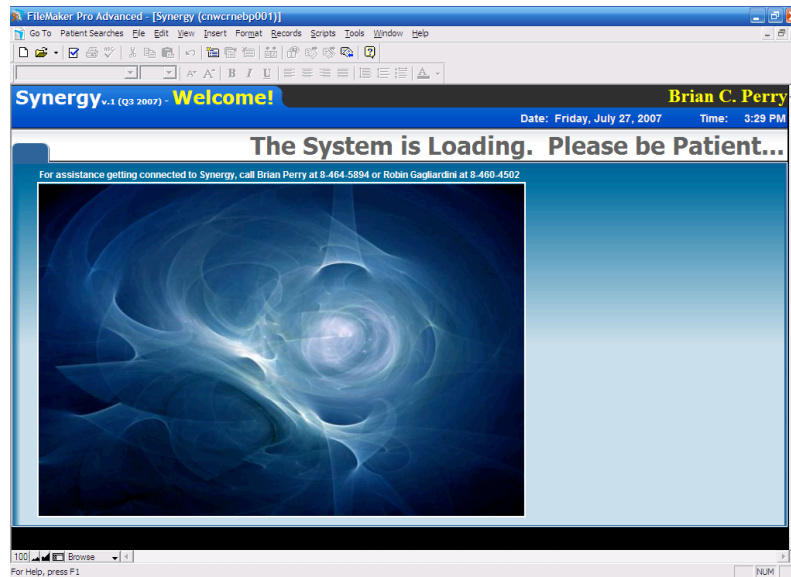 FileMaker Pro Advanced - [Synergy (cnwcrnebp001)]
Go To Patient Searches File Edit View Insert Format Records Scripts Tools Window Help
B I U A
Synergy v.1 (Q3 2007) - Welcome! Brian C. Perry
Date: Friday, July 27, 2007 Time: 3:29 PM
The System is Loading. Please be Patient...
For assistance getting connected to Synergy, call Brian Perry at 8-464-5894 or Robin Gagliardini at 8-460-4502
100 Browse
For Help, press F1 NUM